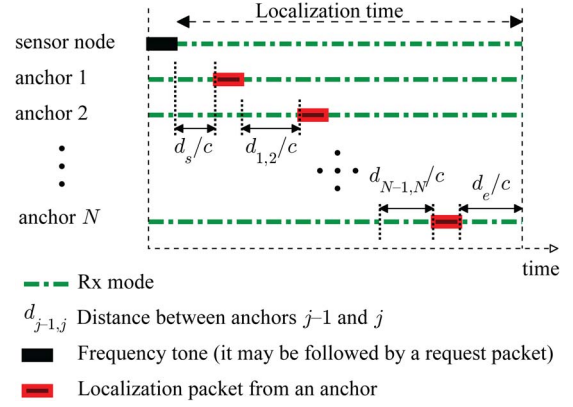 Localization time
sensor node
anchor 1
anchor 2
d_s/c
d_{1,2}/c
d_{N–1,N}/c
d_e/c
anchor N
time
Rx mode
d_{j–1,j} Distance between anchors j–1 and j
Frequency tone (it may be followed by a request packet)
Localization packet from an anchor